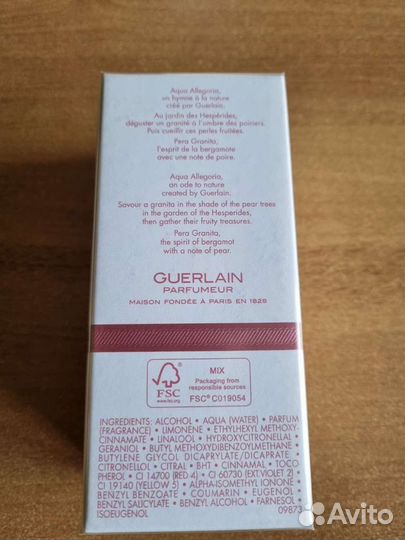 Aqua Allegoria,
un hymne à la nature
créé par Guerlain.
Au jardin des Hespérides,
déguster un granité à l'ombre des poiriers.
Puis cueillir ces perles fruitées.
Pera Granita,
l'esprit de la bergamote
avec une note de poire.
Aqua Allegoria,
an ode to nature
created by Guerlain.
Savour a granita in the shade of the pear trees
in the garden of the Hesperides,
then gather their fruity treasures.
Pera Granita,
the spirit of bergamot
with a note of pear.
GUERLAIN
PARFUMEUR
MAISON FONDÉE À PARIS EN 1828
FSC
www.fsc.org
MIX
Packaging from
responsible sources
FSC® C019054
INGREDIENTS: ALCOHOL • AQUA (WATER) • PARFUM
(FRAGRANCE) • LIMONENE • ETHYLHEXYL METHOXY-
CINNAMATE • LINALOOL • HYDROXYCITRONELLAL •
GERANIOL • BUTYL METHOXYDIBENZOYLMETHANE •
BUTYLENE GLYCOL DICAPRYLATE/DICAPRATE •
CITRONELLOL • CITRAL • BHT • CINNAMAL • TOCO
PHEROL • CI 14700 (RED 4) • CI 60730 (EXT.VIOLET 2) •
CI 19140 (YELLOW 5) • ALPHA-ISOMETHYL IONONE •
BENZYL BENZOATE • COUMARIN • EUGENOL •
BENZYL SALICYLATE • BENZYL ALCOHOL • FARNESOL •
ISOEUGENOL
09873
Avito